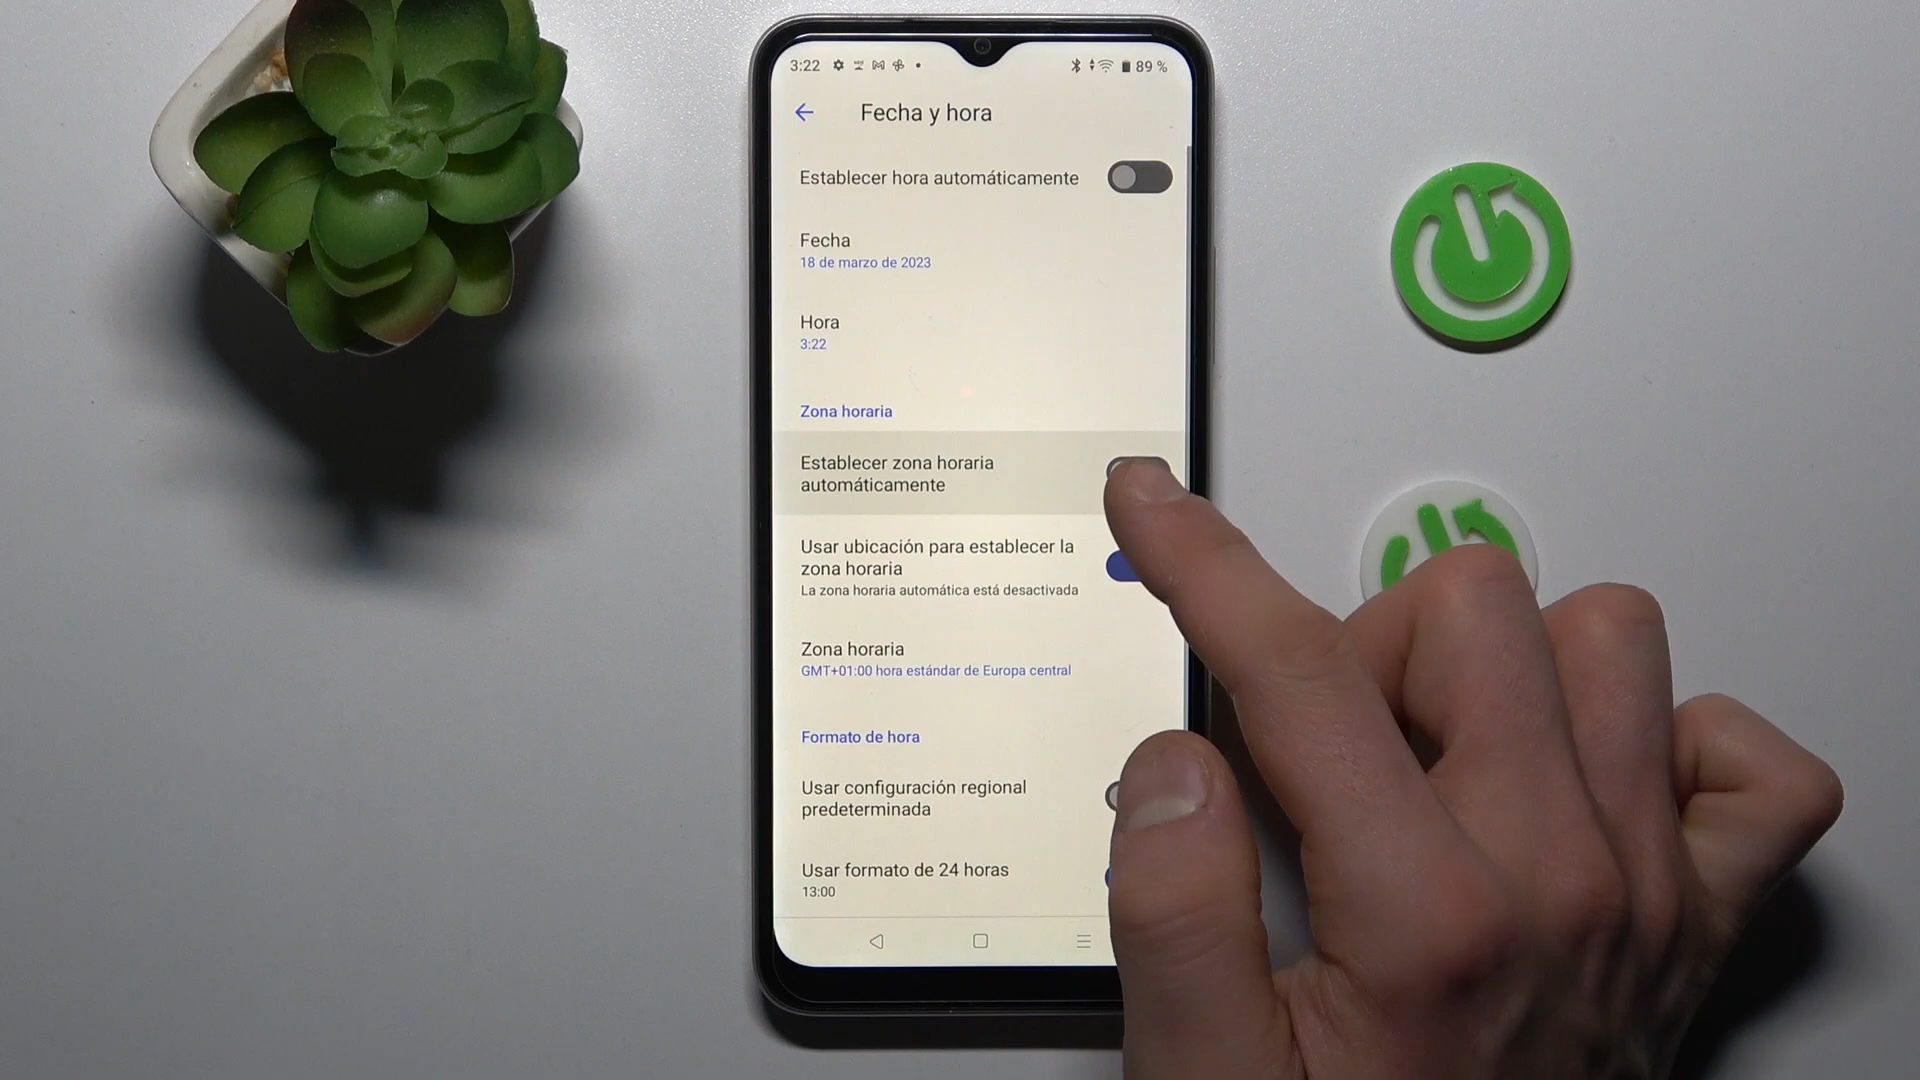 3:22
89 %
Fecha y hora
Establecer hora automáticamente
Fecha
18 de marzo de 2023
Hora
3:22
Zona horaria
Establecer zona horaria
automáticamente
Usar ubicación para establecer la
zona horaria
La zona horaria automática está desactivada
Zona horaria
GMT+01:00 hora estándar de Europa central
Formato de hora
Usar configuración regional
predeterminada
Usar formato de 24 horas
13:00